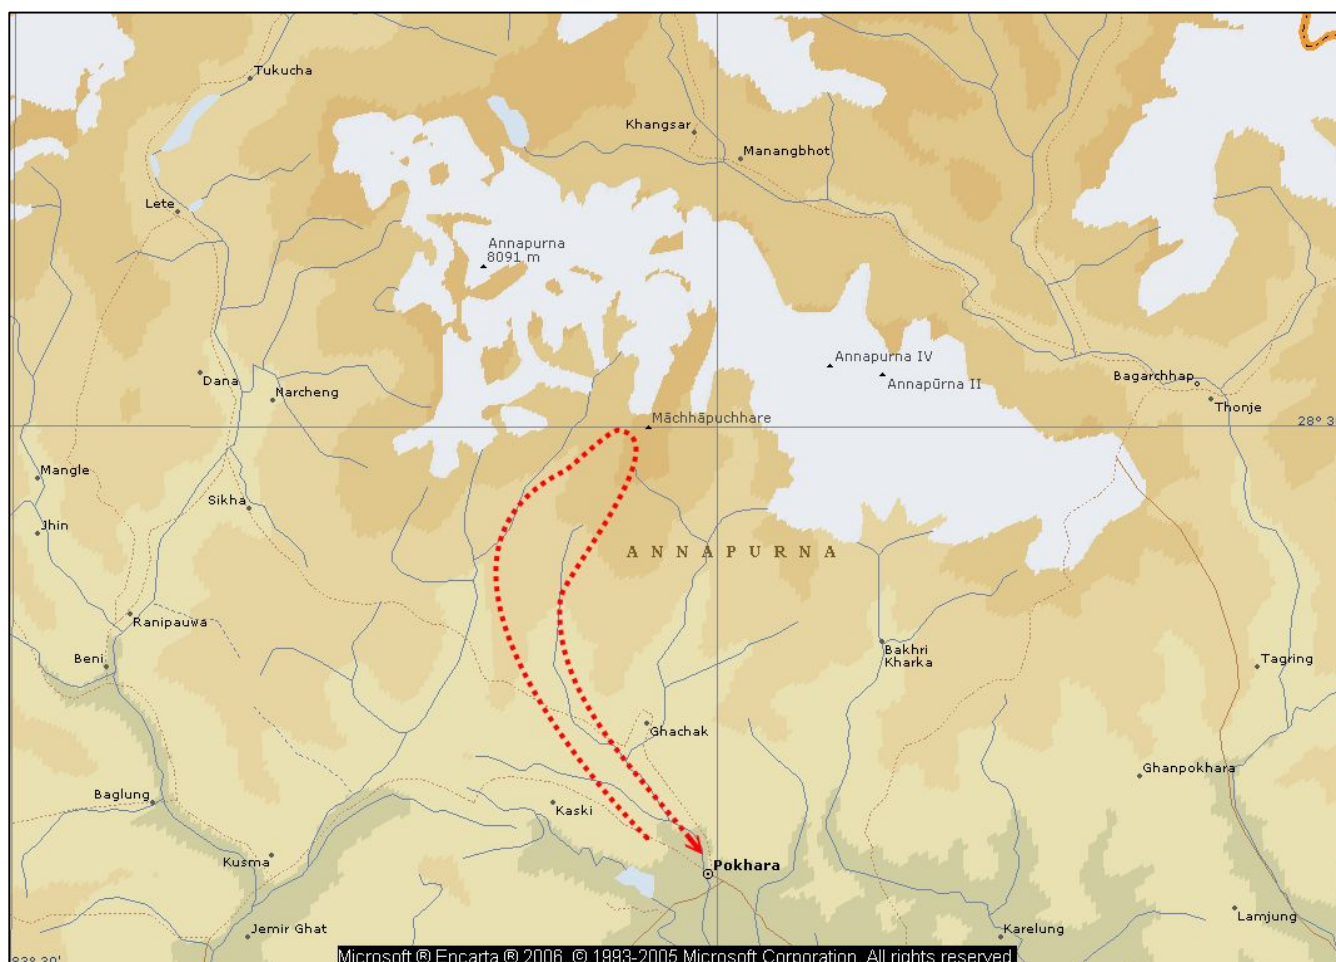 Tukucha
Khangsar
Manangbhot
Lete
Annapurna
8091 m
Annapurna IV
Annapūrna II
Dana
Narcheng
Bagarchhap
Thonje
Māchhāpuchhare
28° 3
Mangle
Sikha
Jhin
ANNAPURNA
Ranipauwa
Beni
Bakhri
Kharka
Tagring
Ghachak
Ghanpokhara
Baglung
Kaski
Kusma
Pokhara
Lamjung
Jemir Ghat
Karelung
Microsoft ® Encarta ® 2006. © 1993-2005 Microsoft Corporation. All rights reserved.